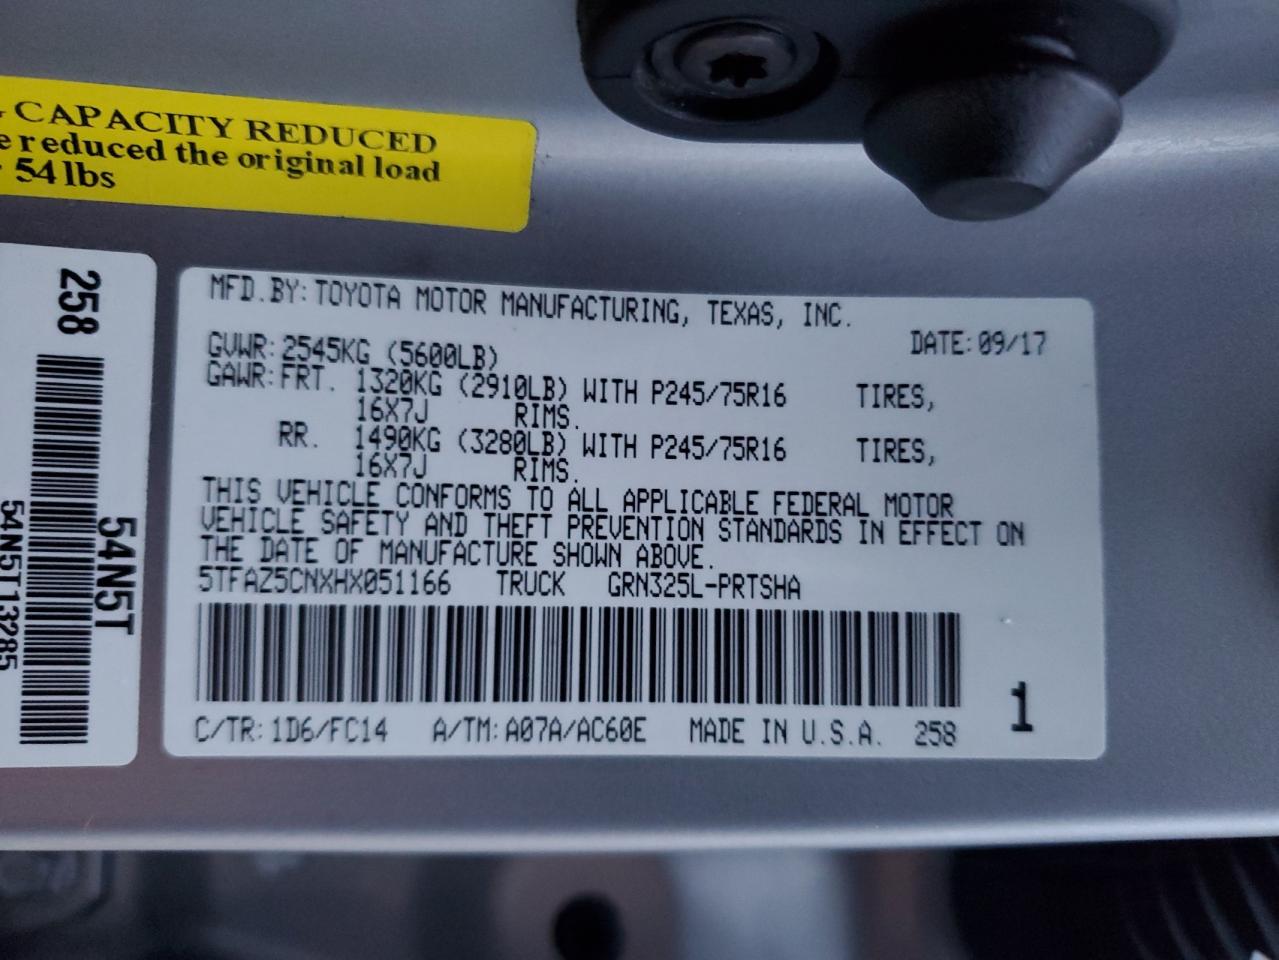 CAPACITY REDUCED
reduced the original load
54 lbs
258
54N5T
54N5T13285
MFD.BY: TOYOTA MOTOR MANUFACTURING, TEXAS, INC.
GVWR: 2545KG (5600LB) DATE: 09/17
GAWR: FRT. 1320KG (2910LB) WITH P245/75R16 TIRES,
16X7J RIMS.
RR. 1490KG (3280LB) WITH P245/75R16 TIRES,
16X7J RIMS.
THIS VEHICLE CONFORMS TO ALL APPLICABLE FEDERAL MOTOR
VEHICLE SAFETY AND THEFT PREVENTION STANDARDS IN EFFECT ON
THE DATE OF MANUFACTURE SHOWN ABOVE.
5TFAZ5CNXHX051166 TRUCK GRN325L-PRTSHA
C/TR: 1D6/FC14 A/TM: A07A/AC60E MADE IN U.S.A. 258
1